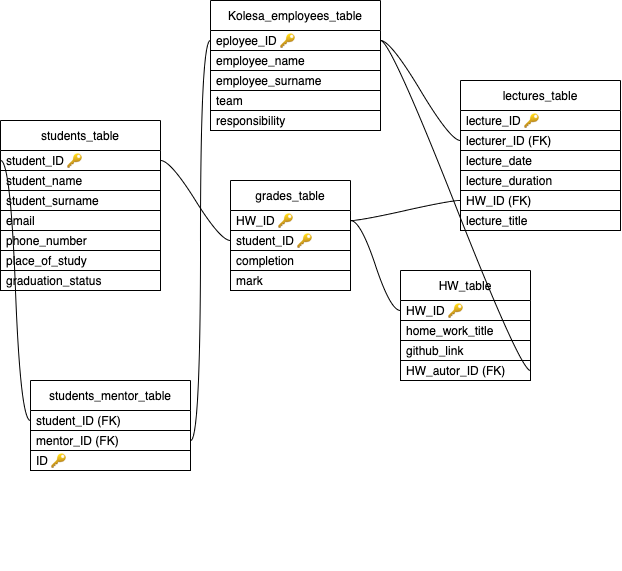 Kolesa_employees_table
eployee_ID 🔑
employee_name
employee_surname
team
responsibility
lectures_table
lecture_ID 🔑
lecturer_ID (FK)
lecture_date
lecture_duration
HW_ID (FK)
lecture_title
students_table
student_ID 🔑
student_name
student_surname
email
phone_number
place_of_study
graduation_status
grades_table
HW_ID 🔑
student_ID 🔑
completion
mark
HW_table
HW_ID 🔑
home_work_title
github_link
HW_autor_ID (FK)
students_mentor_table
student_ID (FK)
mentor_ID (FK)
ID 🔑